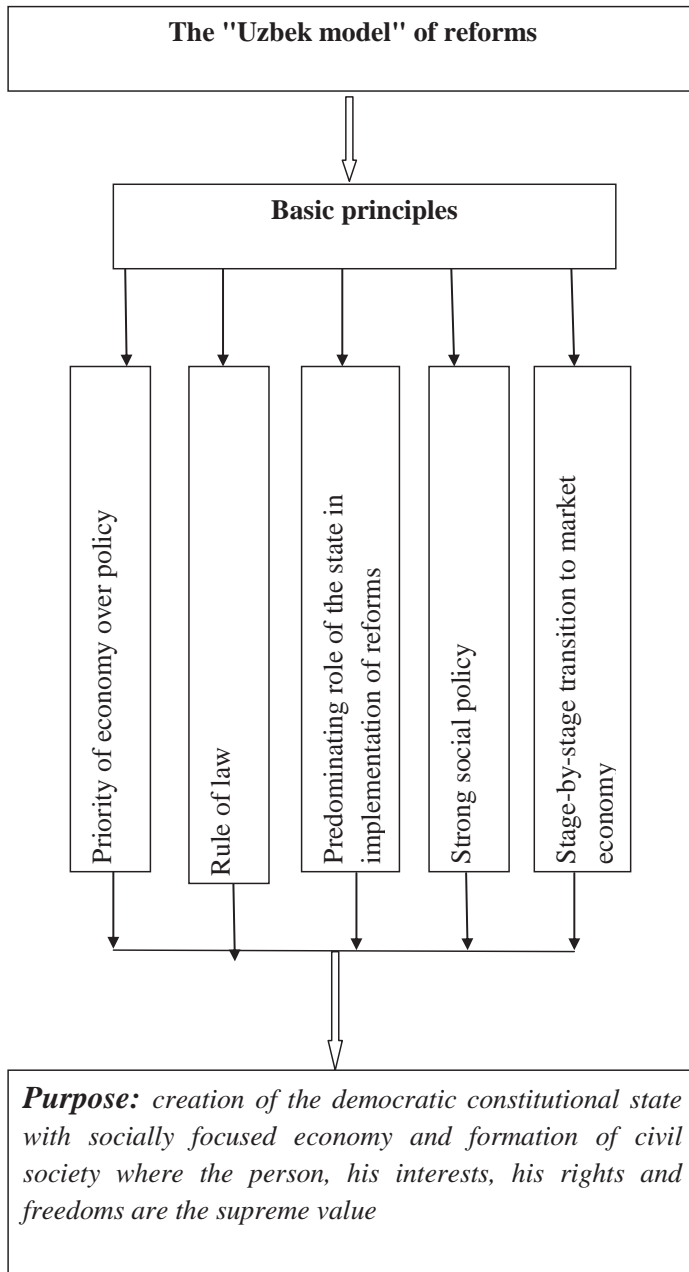 The "Uzbek model" of reforms
Basic principles
Priority of economy over policy
Rule of law
Predominating role of the state in
implementation of reforms
Strong social policy
Stage-by-stage transition to market
economy
Purpose: creation of the democratic constitutional state
with socially focused economy and formation of civil
society where the person, his interests, his rights and
freedoms are the supreme value